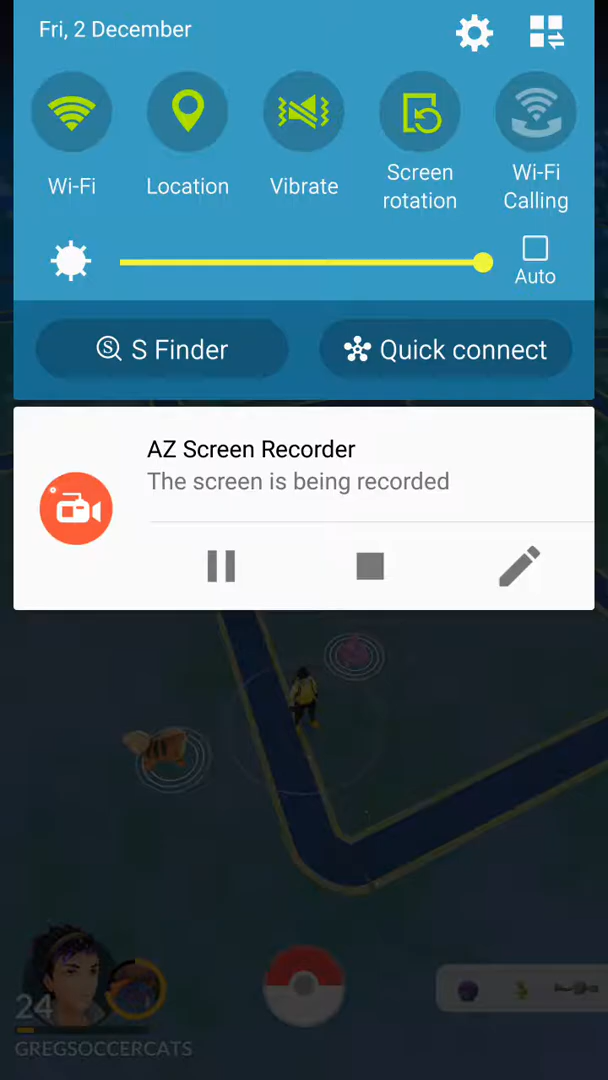 Fri, 2 December
Wi-Fi
Location
Vibrate
Screen
rotation
Wi-Fi
Calling
Auto
S Finder
Quick connect
AZ Screen Recorder
The screen is being recorded
24
GREGSOCCERCATS